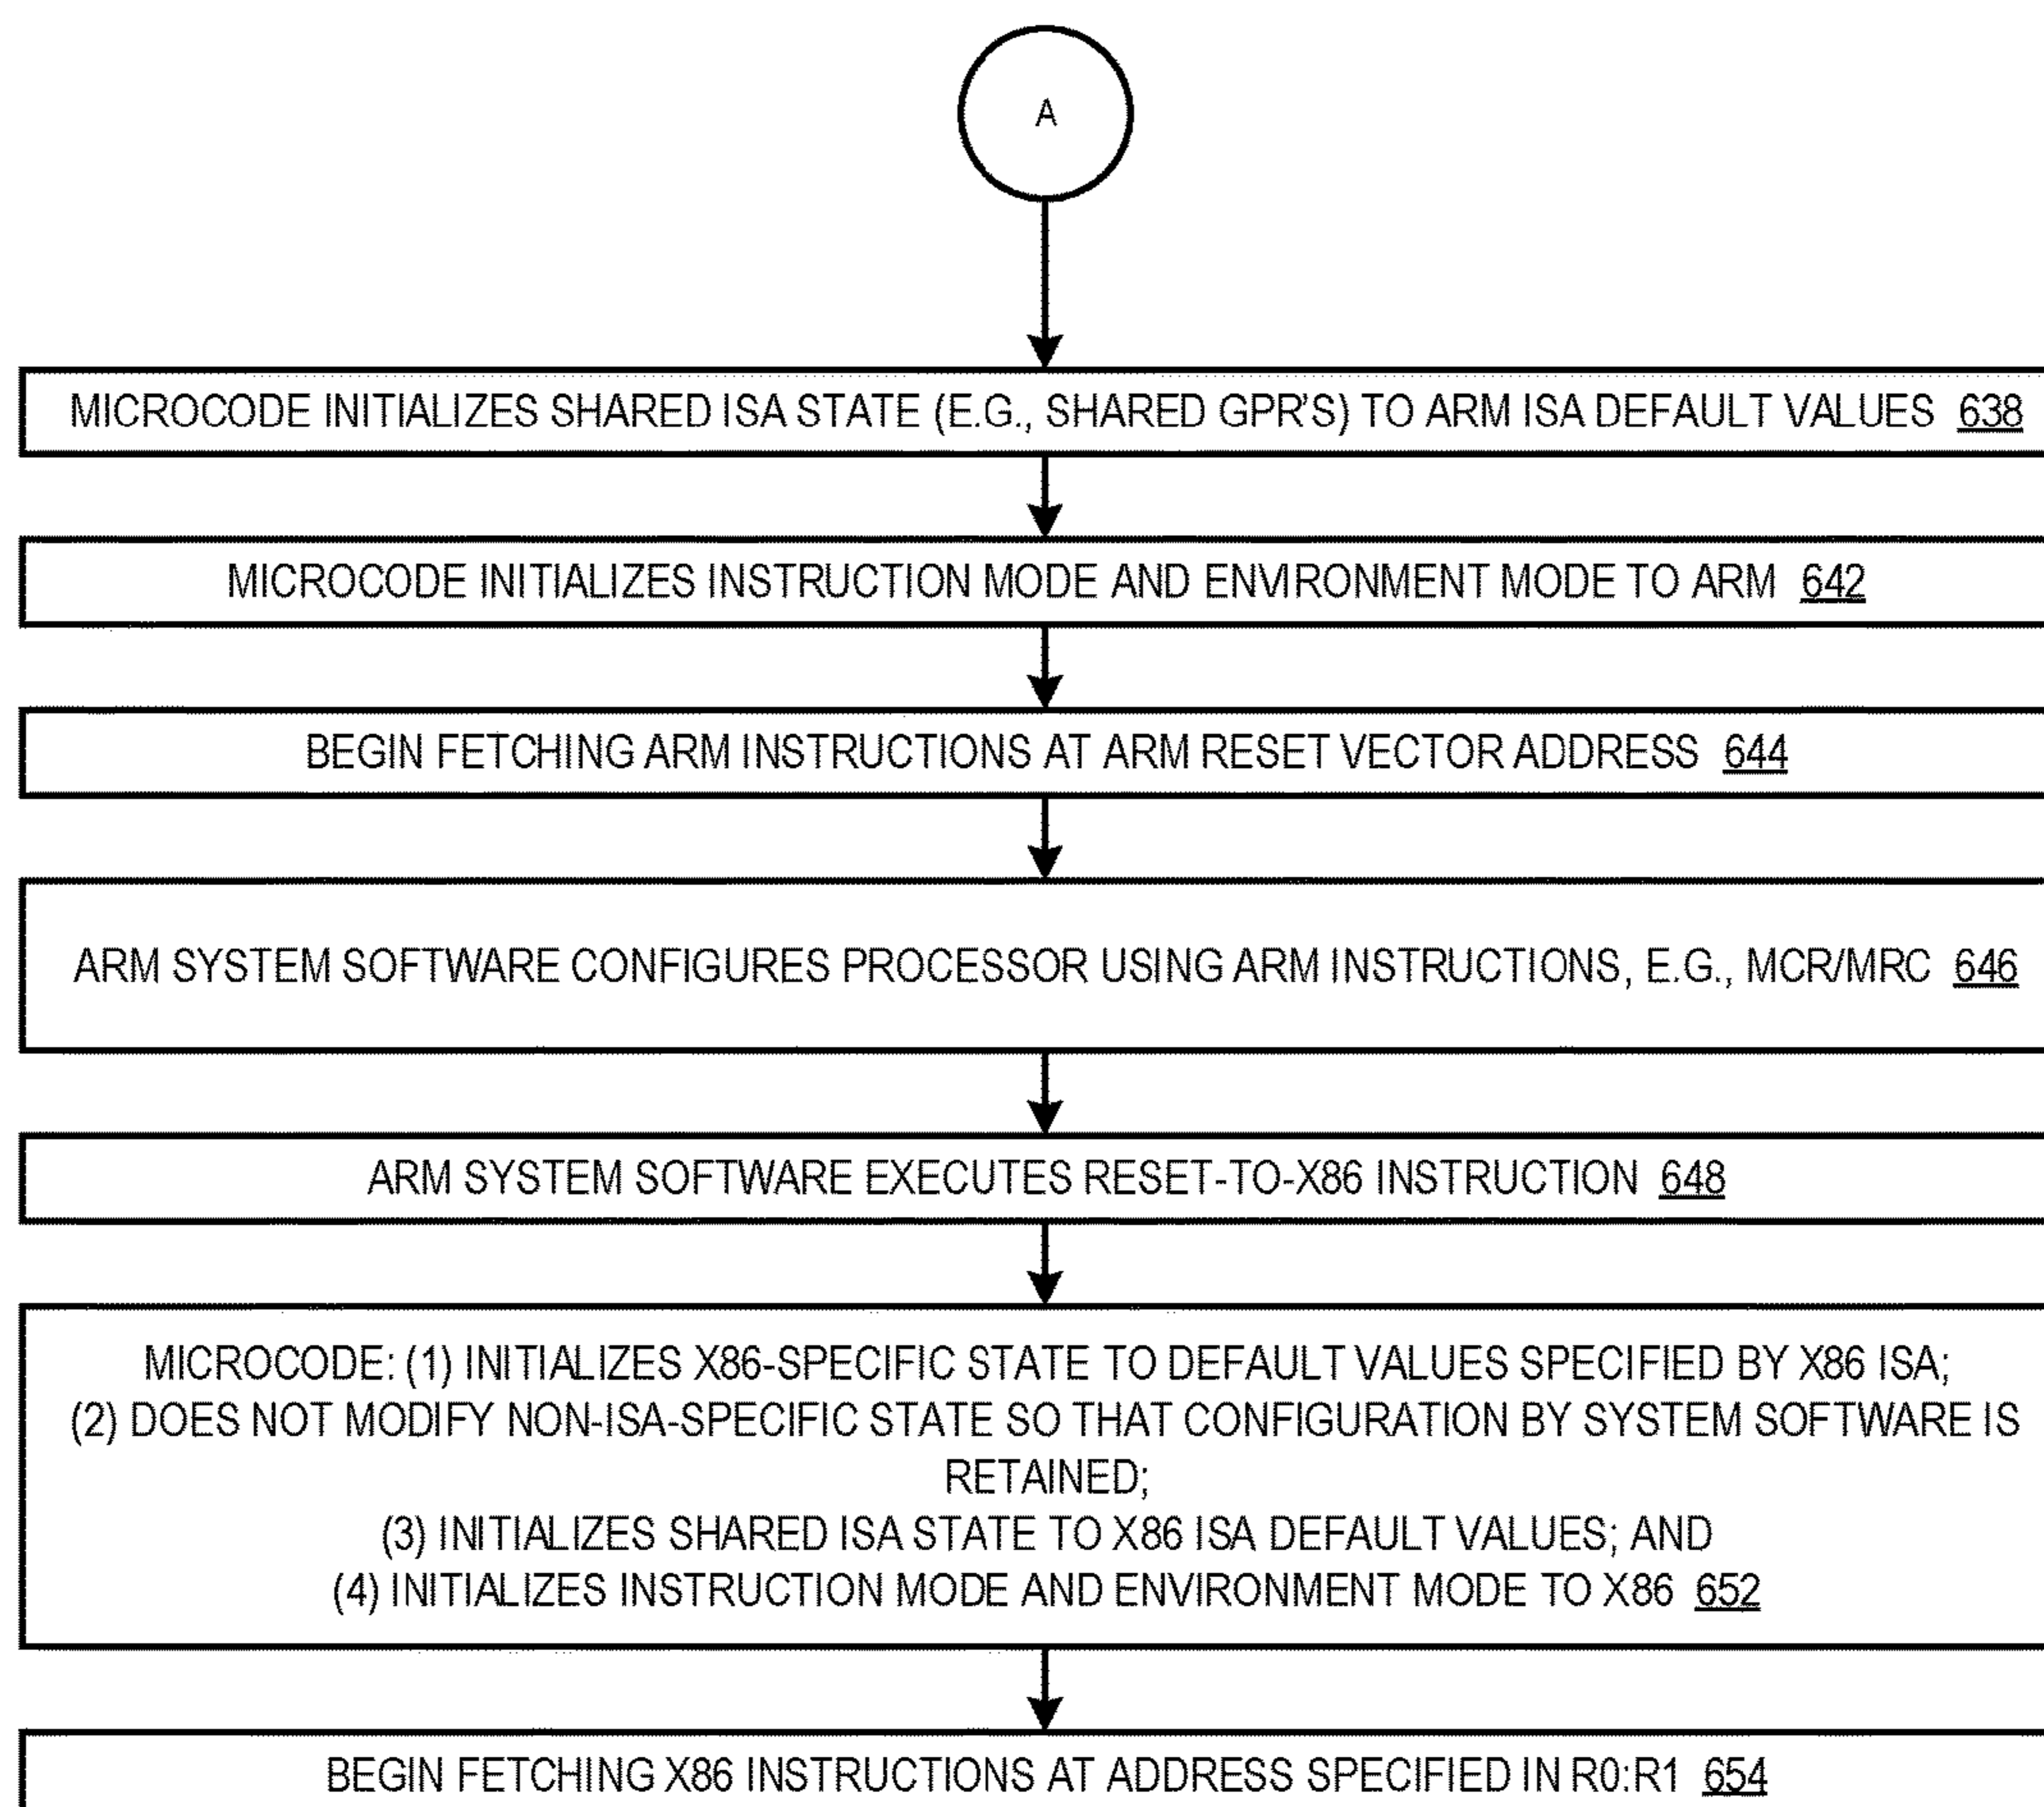 A
MICROCODE INITIALIZES SHARED ISA STATE (E.G., SHARED GPR'S) TO ARM ISA DEFAULT VALUES 638
MICROCODE INITIALIZES INSTRUCTION MODE AND ENVIRONMENT MODE TO ARM 642
BEGIN FETCHING ARM INSTRUCTIONS AT ARM RESET VECTOR ADDRESS 644
ARM SYSTEM SOFTWARE CONFIGURES PROCESSOR USING ARM INSTRUCTIONS, E.G., MCR/MRC 646
ARM SYSTEM SOFTWARE EXECUTES RESET-TO-X86 INSTRUCTION 648
MICROCODE: (1) INITIALIZES X86-SPECIFIC STATE TO DEFAULT VALUES SPECIFIED BY X86 ISA;
(2) DOES NOT MODIFY NON-ISA-SPECIFIC STATE SO THAT CONFIGURATION BY SYSTEM SOFTWARE IS
RETAINED;
(3) INITIALIZES SHARED ISA STATE TO X86 ISA DEFAULT VALUES; AND
(4) INITIALIZES INSTRUCTION MODE AND ENVIRONMENT MODE TO X86 652
BEGIN FETCHING X86 INSTRUCTIONS AT ADDRESS SPECIFIED IN R0:R1 654